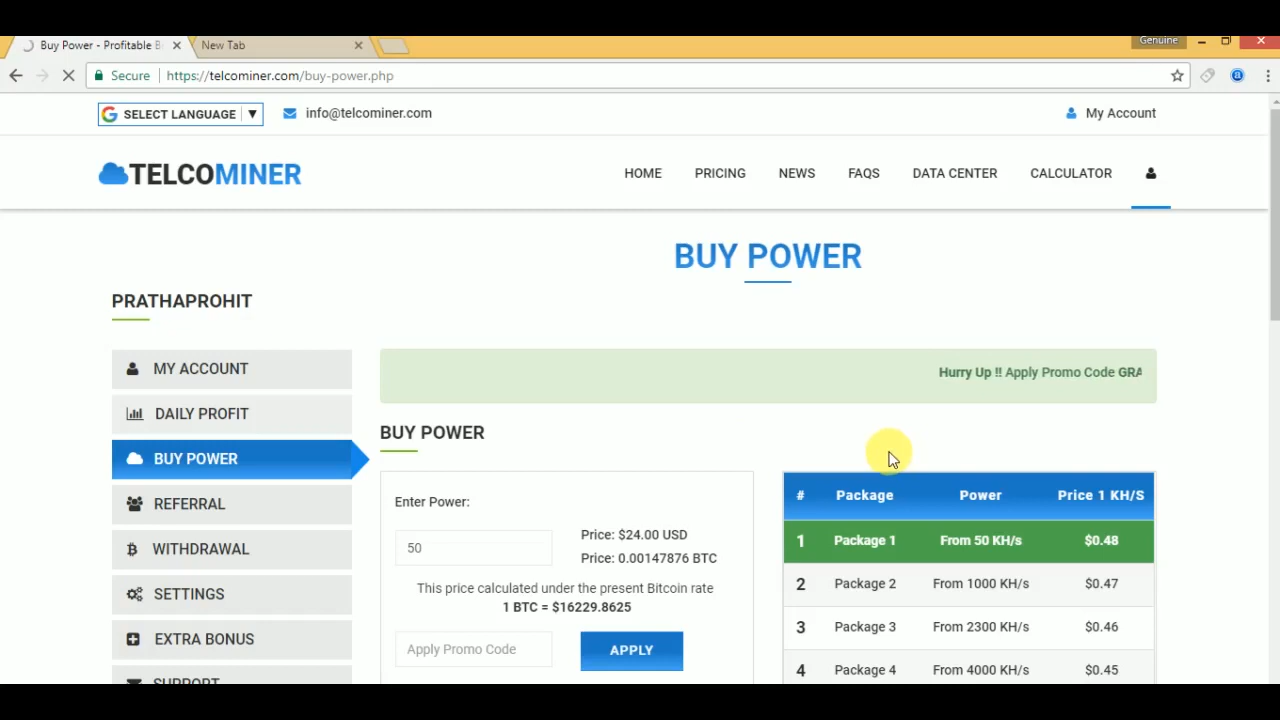 Genuine
Buy Power - Profitable B
New Tab
Secure https://telcominer.com/buy-power.php
G SELECT LANGUAGE ▼ info@telcominer.com My Account
TELCOMINER HOME PRICING NEWS FAQS DATA CENTER CALCULATOR
BUY POWER
PRATHAPROHIT
MY ACCOUNT
DAILY PROFIT
BUY POWER
REFERRAL
WITHDRAWAL
SETTINGS
EXTRA BONUS
SUPPORT
Hurry Up !! Apply Promo Code GRA
BUY POWER
Enter Power:
50
Price: $24.00 USD
Price: 0.00147876 BTC
This price calculated under the present Bitcoin rate
1 BTC = $16229.8625
Apply Promo Code APPLY
# Package Power Price 1 KH/S
1 Package 1 From 50 KH/s $0.48
2 Package 2 From 1000 KH/s $0.47
3 Package 3 From 2300 KH/s $0.46
4 Package 4 From 4000 KH/s $0.45